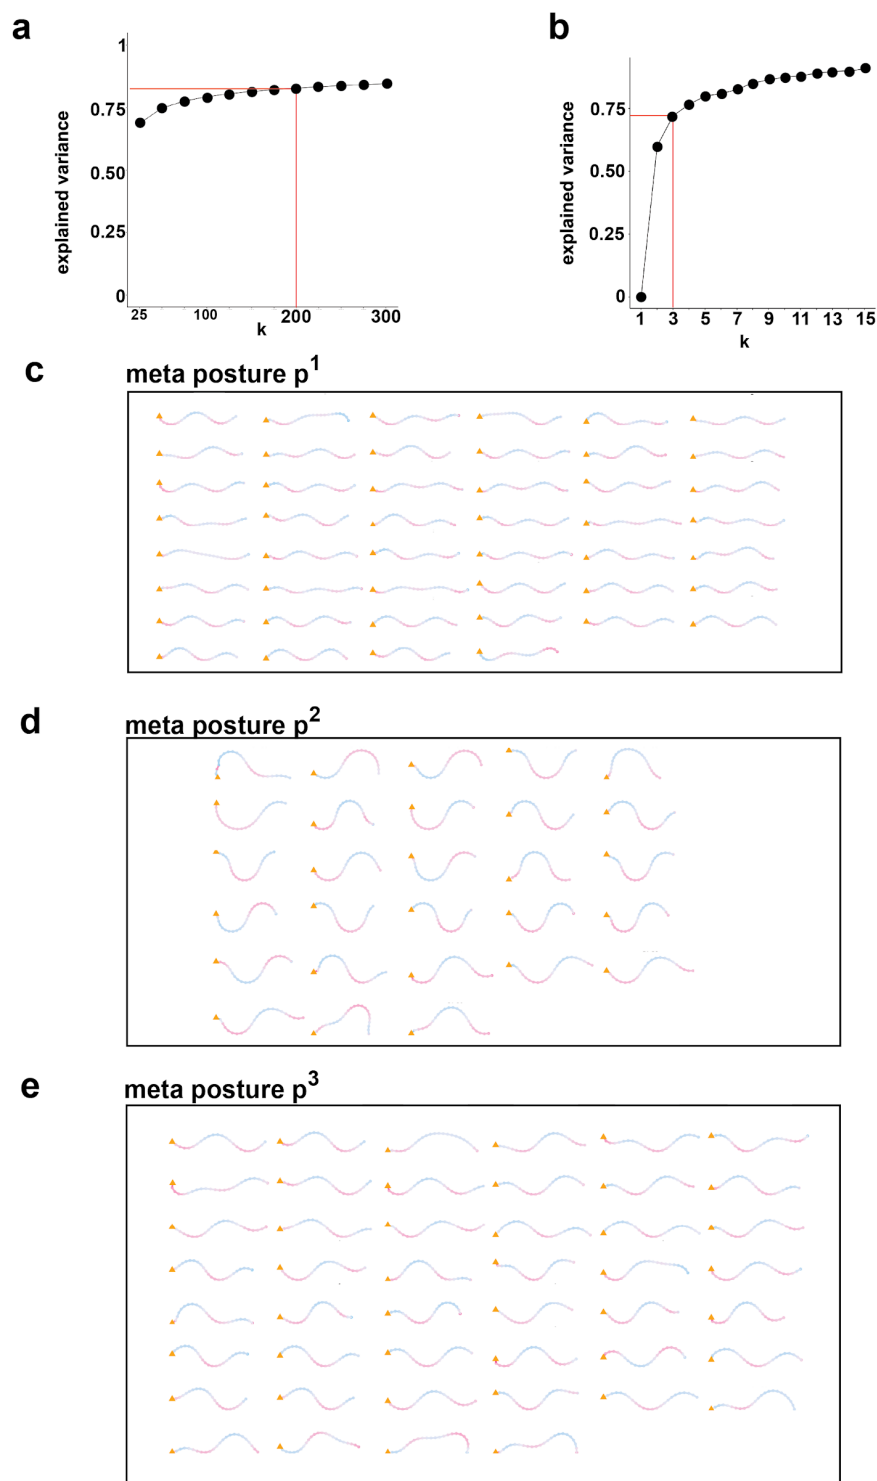 a
explained variance
1
0.75
0.50
0.25
0
25 100 200 300
k
b
explained variance
0.75
0.50
0.25
0
1 3 5 7 9 11 13 15
k
c
meta posture p1
d
meta posture p2
e
meta posture p3